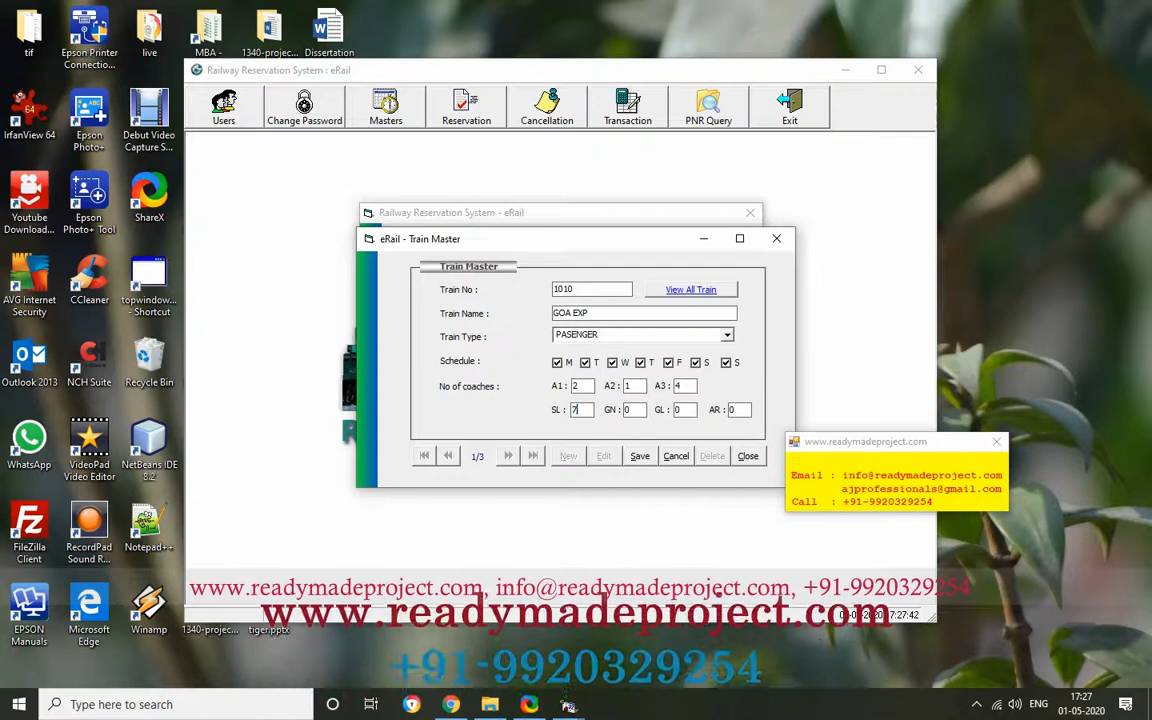 tif
Epson Printer Connectio...
live
MBA -
1340-projec...
Dissertation
IrfanView 64
Epson Photo+
Debut Video Capture S...
Youtube Download...
Epson Photo+ Tool
ShareX
AVG Internet Security
CCleaner
topwindow... - Shortcut
Outlook 2013
NCH Suite
Recycle Bin
WhatsApp
VideoPad Video Editor
NetBeans IDE 8.2
FileZilla Client
RecordPad Sound R...
Notepad++
EPSON Manuals
Microsoft Edge
Winamp
1340-projec...
tiger.pptx
Railway Reservation System : eRail
Users
Change Password
Masters
Reservation
Cancellation
Transaction
PNR Query
Exit
Railway Reservation System - eRail
eRail - Train Master
Train Master
Train No :
1010
View All Train
Train Name :
GOA EXP
Train Type :
PASENGER
Schedule :
M T W T F S S
No of coaches :
A1 : 2 A2 : 1 A3 : 4
SL : 7 GN : 0 GL : 0 AR : 0
1/3
New
Edit
Save
Cancel
Delete
Close
www.readymadeproject.com
Email : info@readymadeproject.com
ajprofessionals@gmail.com
Call : +91-9920329254
www.readymadeproject.com, info@readymadeproject.com, +91-9920329254
www.readymadeproject.com
+91-9920329254
Type here to search
ENG
17:27
01-05-2020